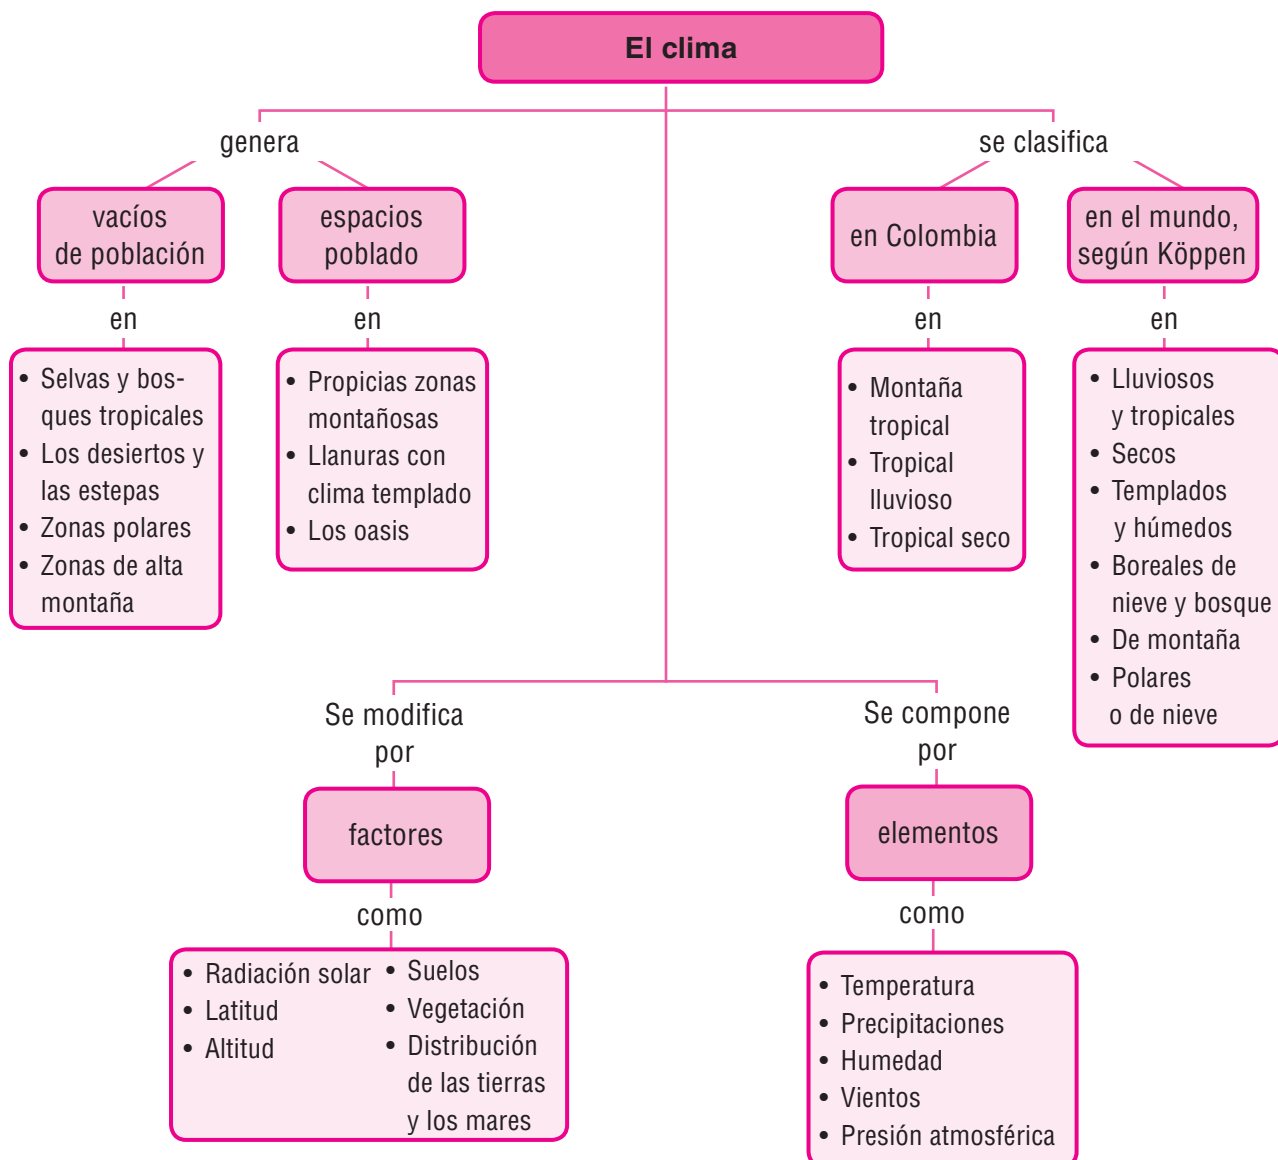 El clima
genera
vacíos
de población
en
• Selvas y bos-
ques tropicales
• Los desiertos y
las estepas
• Zonas polares
• Zonas de alta
montaña
espacios
poblado
en
• Propicias zonas
montañosas
• Llanuras con
clima templado
• Los oasis
se clasifica
en Colombia
en
• Montaña
tropical
• Tropical
lluvioso
• Tropical seco
en el mundo,
según Köppen
en
• Lluviosos
y tropicales
• Secos
• Templados
y húmedos
• Boreales de
nieve y bosque
• De montaña
• Polares
o de nieve
Se modifica
por
factores
como
• Radiación solar
• Latitud
• Altitud
• Suelos
• Vegetación
• Distribución
de las tierras
y los mares
Se compone
por
elementos
como
• Temperatura
• Precipitaciones
• Humedad
• Vientos
• Presión atmosférica